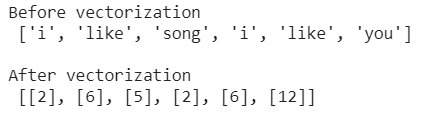 Before vectorization
['i', 'like', 'song', 'i', 'like', 'you']
After vectorization
[[2], [6], [5], [2], [6], [12]]